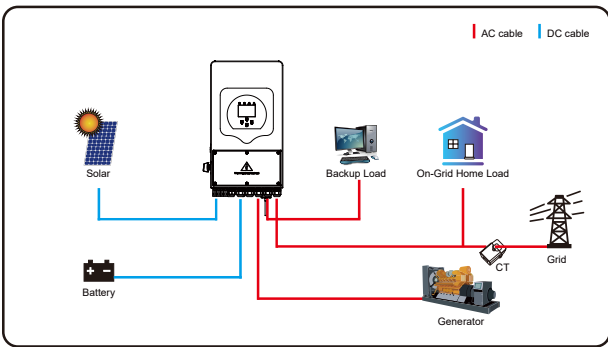 AC cable
DC cable
Solar
Backup Load
On-Grid Home Load
CT
Grid
Battery
Generator